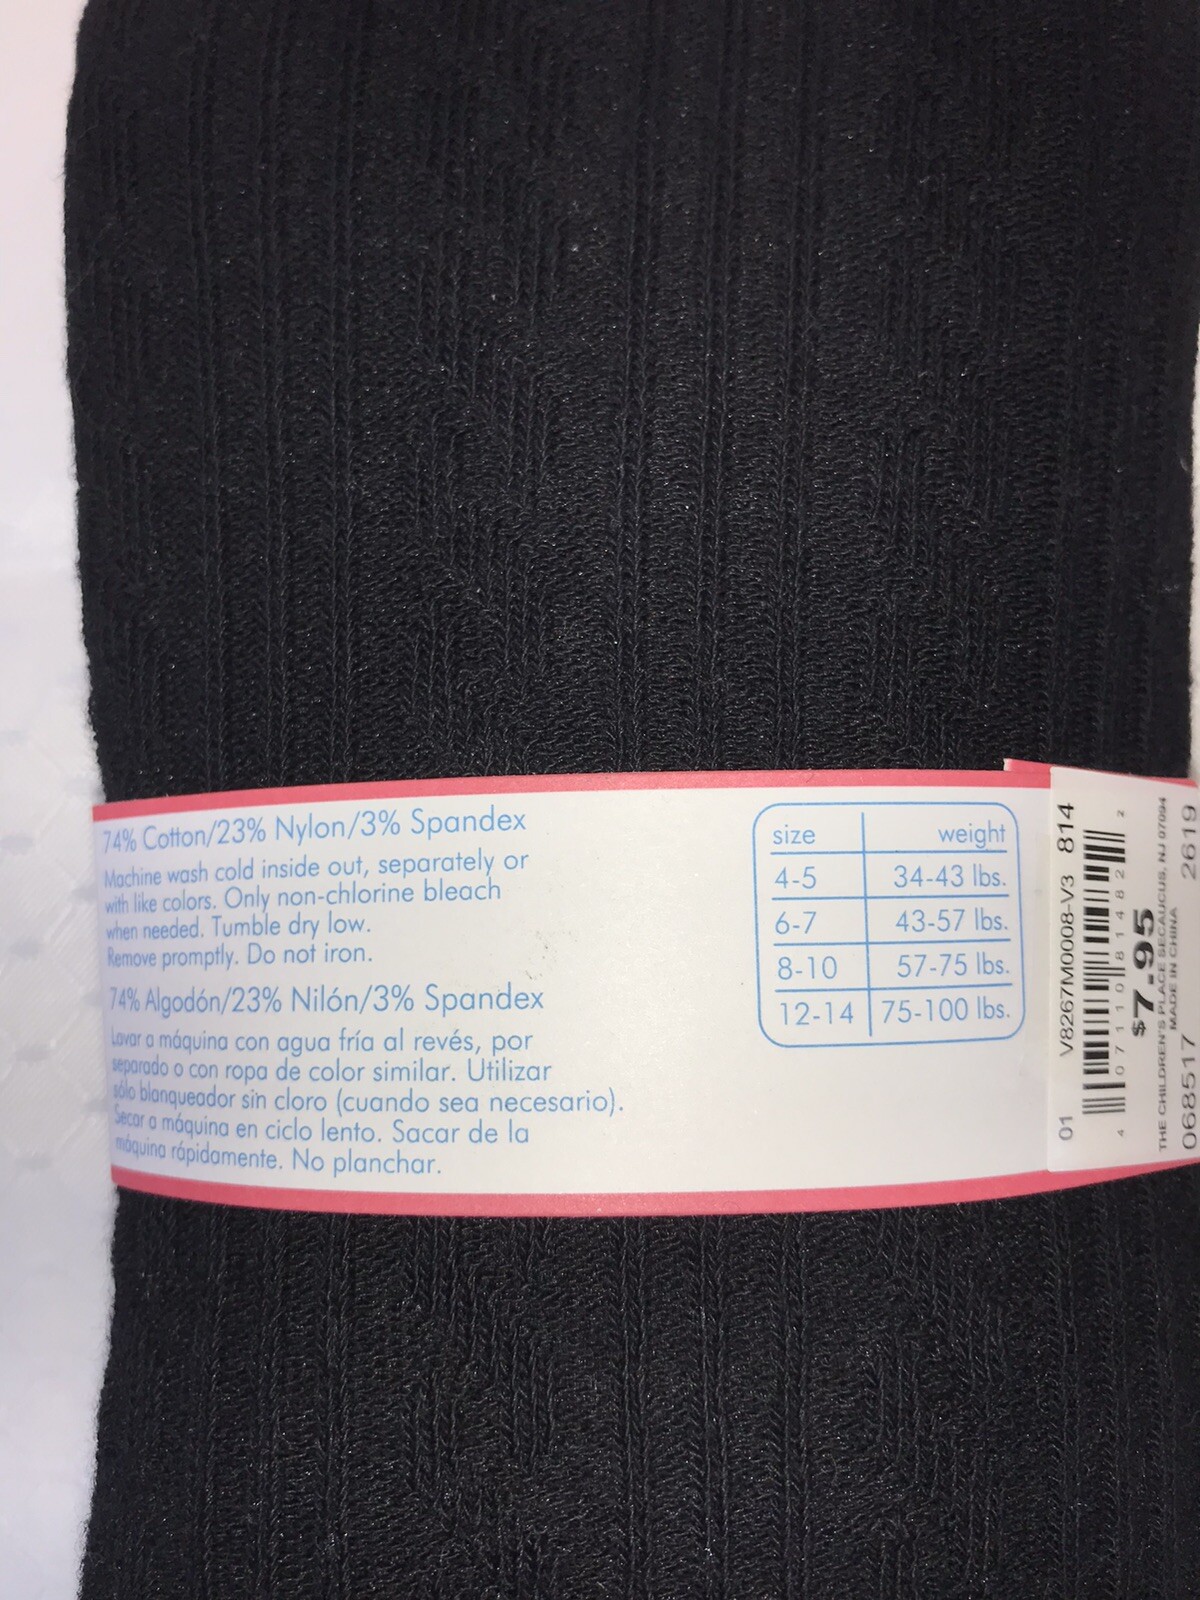 74% Cotton/23% Nylon/3% Spandex
Machine wash cold inside out, separately or
with like colors. Only non-chlorine bleach
when needed. Tumble dry low.
Remove promptly. Do not iron.
74% Algodón/23% Nilón/3% Spandex
Lavar a máquina con agua fría al revés, por
separado o con ropa de color similar. Utilizar
sólo blanqueador sin cloro (cuando sea necesario).
Secar a máquina en ciclo lento. Sacar de la
máquina rápidamente. No planchar.
size weight
4-5 34-43 lbs.
6-7 43-57 lbs.
8-10 57-75 lbs.
12-14 75-100 lbs.
01 V8267M0008-V3 814
4 07110 81482 2
$7.95
THE CHILDREN'S PLACE SECAUCUS, NJ 07094
MADE IN CHINA
068517 2619